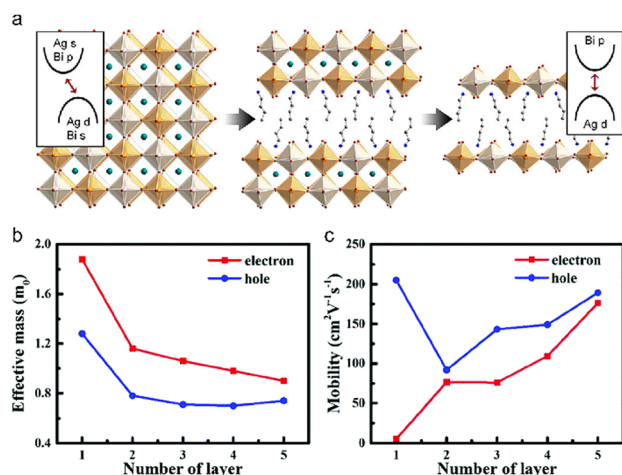 a
Ag s
Bi p
Ag d
Bi s
Bi p
Ag d
b
2.0
1.6
1.2
0.8
0.4
Effective mass (m0)
electron
hole
1 2 3 4 5
Number of layer
c
250
200
150
100
50
0
Mobility (cm²V⁻¹s⁻¹)
electron
hole
1 2 3 4 5
Number of layer